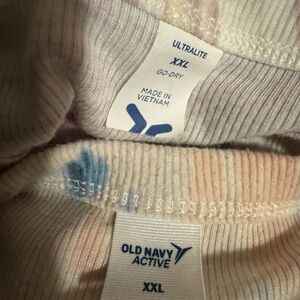 ULTRALITE
XXL
GO-DRY
MADE IN
VIETNAM
OLD NAVY
ACTIVE
XXL